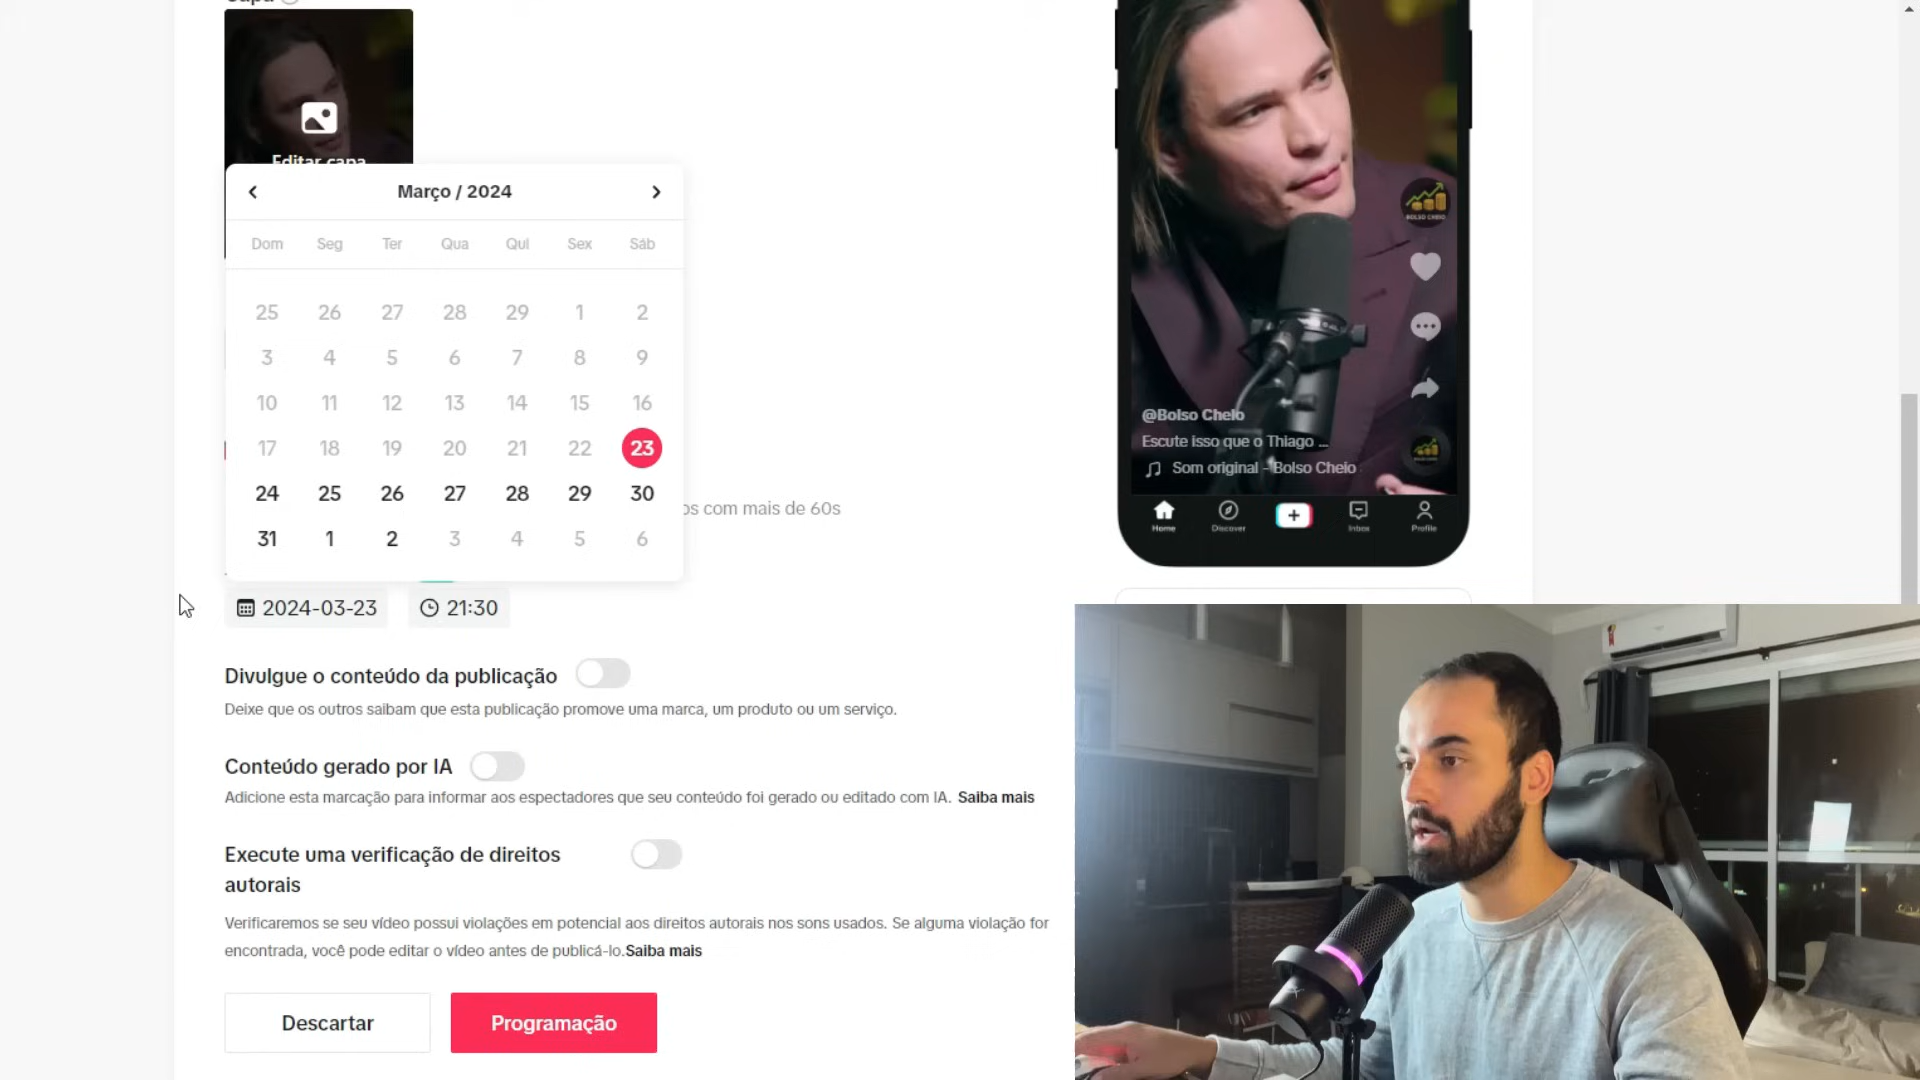 Capa
Editar capa
Março / 2024
Dom Seg Ter Qua Qui Sex Sáb
25 26 27 28 29 1 2
3 4 5 6 7 8 9
10 11 12 13 14 15 16
17 18 19 20 21 22 23
24 25 26 27 28 29 30
31 1 2 3 4 5 6
os com mais de 60s
2024-03-23 21:30
Divulgue o conteúdo da publicação
Deixe que os outros saibam que esta publicação promove uma marca, um produto ou um serviço.
Conteúdo gerado por IA
Adicione esta marcação para informar aos espectadores que seu conteúdo foi gerado ou editado com IA. Saiba mais
Execute uma verificação de direitos
autorais
Verificaremos se seu vídeo possui violações em potencial aos direitos autorais nos sons usados. Se alguma violação for
encontrada, você pode editar o vídeo antes de publicá-lo.Saiba mais
Descartar Programação
BOLSO CHEIO
@Bolso Cheio
Escute isso que o Thiago ...
Som original - Bolso Cheio
Home Discover Inbox Profile